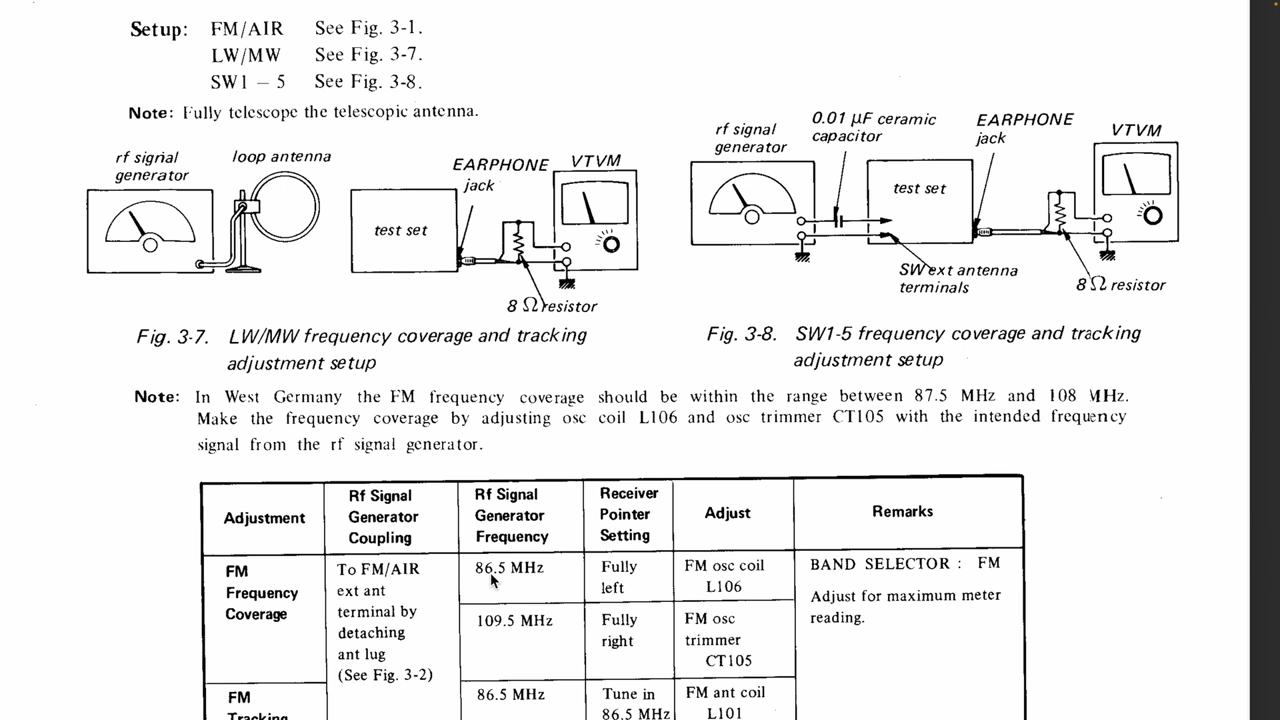 Setup: FM/AIR See Fig. 3-1.
LW/MW See Fig. 3-7.
SW1 – 5 See Fig. 3-8.
Note: Fully telescope the telescopic antenna.
rf signal
generator
loop antenna
EARPHONE
jack
VTVM
test set
8 Ω resistor
Fig. 3-7. LW/MW frequency coverage and tracking
adjustment setup
rf signal
generator
0.01 μF ceramic
capacitor
EARPHONE
jack
VTVM
test set
SW ext antenna
terminals
8 Ω resistor
Fig. 3-8. SW1-5 frequency coverage and tracking
adjustment setup
Note: In West Germany the FM frequency coverage should be within the range between 87.5 MHz and 108 MHz.
Make the frequency coverage by adjusting osc coil L106 and osc trimmer CT105 with the intended frequency
signal from the rf signal generator.
Adjustment
Rf Signal
Generator
Coupling
Rf Signal
Generator
Frequency
Receiver
Pointer
Setting
Adjust
Remarks
FM
Frequency
Coverage
To FM/AIR
ext ant
terminal by
detaching
ant lug
(See Fig. 3-2)
86.5 MHz
Fully
left
FM osc coil
L106
BAND SELECTOR : FM
Adjust for maximum meter
reading.
109.5 MHz
Fully
right
FM osc
trimmer
CT105
FM
Tracking
86.5 MHz
Tune in
86.5 MHz
FM ant coil
L101